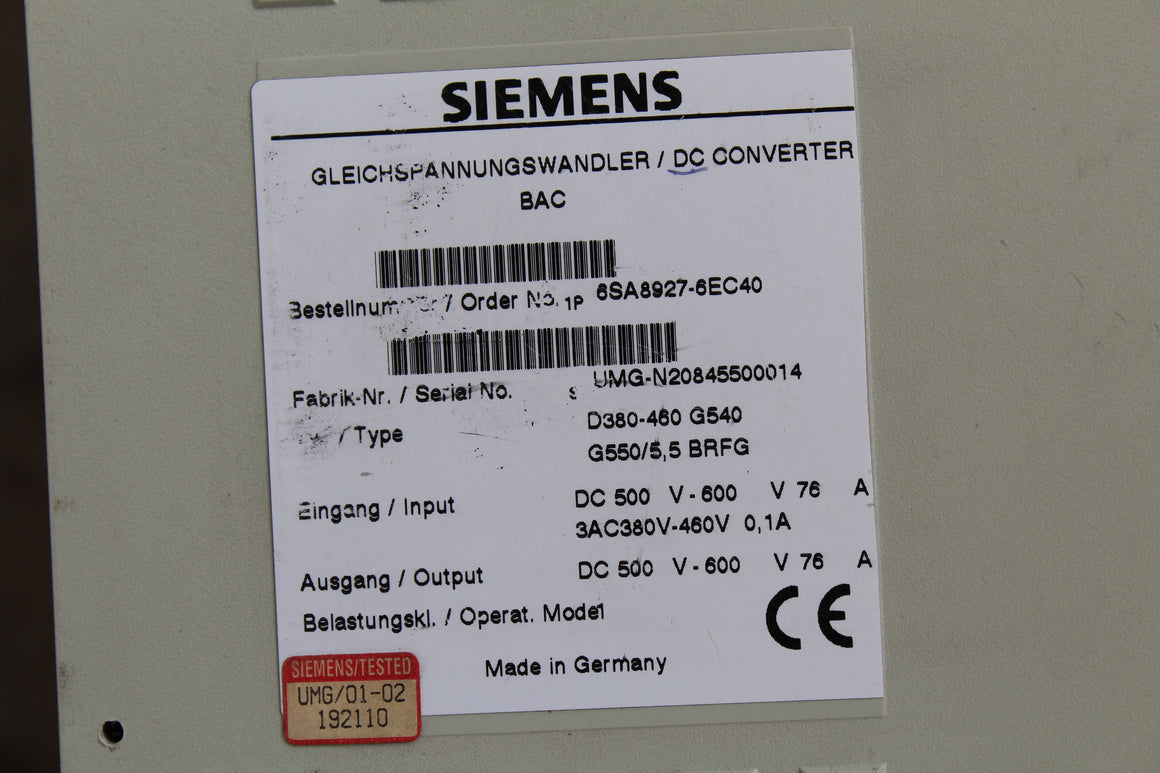 SIEMENS
GLEICHSPANNUNGSWANDLER / DC CONVERTER
BAC
/ Order No. 1P 6SA8927-6EC40
Fabrik-Nr. / Serial No. S UMG-N20845500014
/ Type D380-460 G540
G550/5,5 BRFG
Eingang / Input DC 500 V - 600 V 76 A
3AC380V-460V 0,1A
Ausgang / Output DC 500 V - 600 V 76 A
Belastungskl. / Operat. Mode1
CE
Made in Germany
SIEMENS/TESTED
UMG/01-02
192110